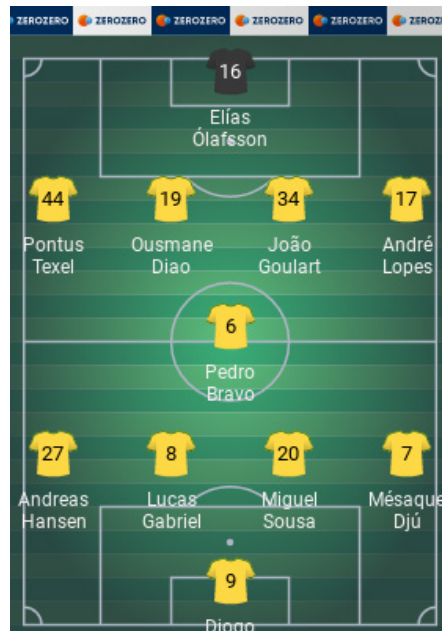 ZEROZERO ZEROZERO ZEROZERO ZEROZERO ZEROZERO
16
Elías
Ólafsson
44 19 34 17
Pontus Ousmane João André
Texel Diao Goulart Lopes
6
Pedro
Bravo
27 8 20 7
Andreas Lucas Miguel Mésaque
Hansen Gabriel Sousa Djú
9
Diogo